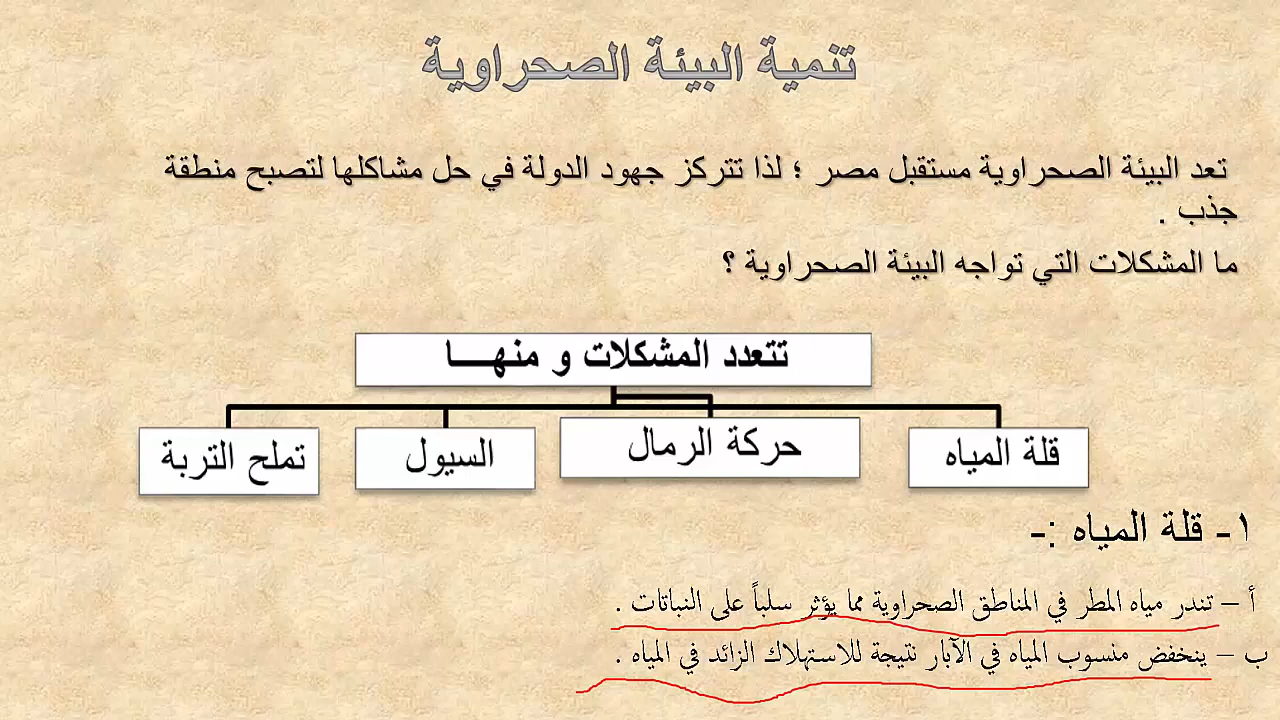 تنمية البيئة الصحراوية
تعد البيئة الصحراوية مستقبل مصر ؛ لذا تتركز جهود الدولة في حل مشاكلها لتصبح منطقة
جذب .
ما المشكلات التي تواجه البيئة الصحراوية ؟
تتعدد المشكلات و منهـــا
قلة المياه
حركة الرمال
السيول
تملح التربة
١- قلة المياه :-
أ – تندر مياه المطر في المناطق الصحراوية مما يؤثر سلباً على النباتات .
ب – ينخفض منسوب المياه في الآبار نتيجة للاستهلاك الزائد في المياه .